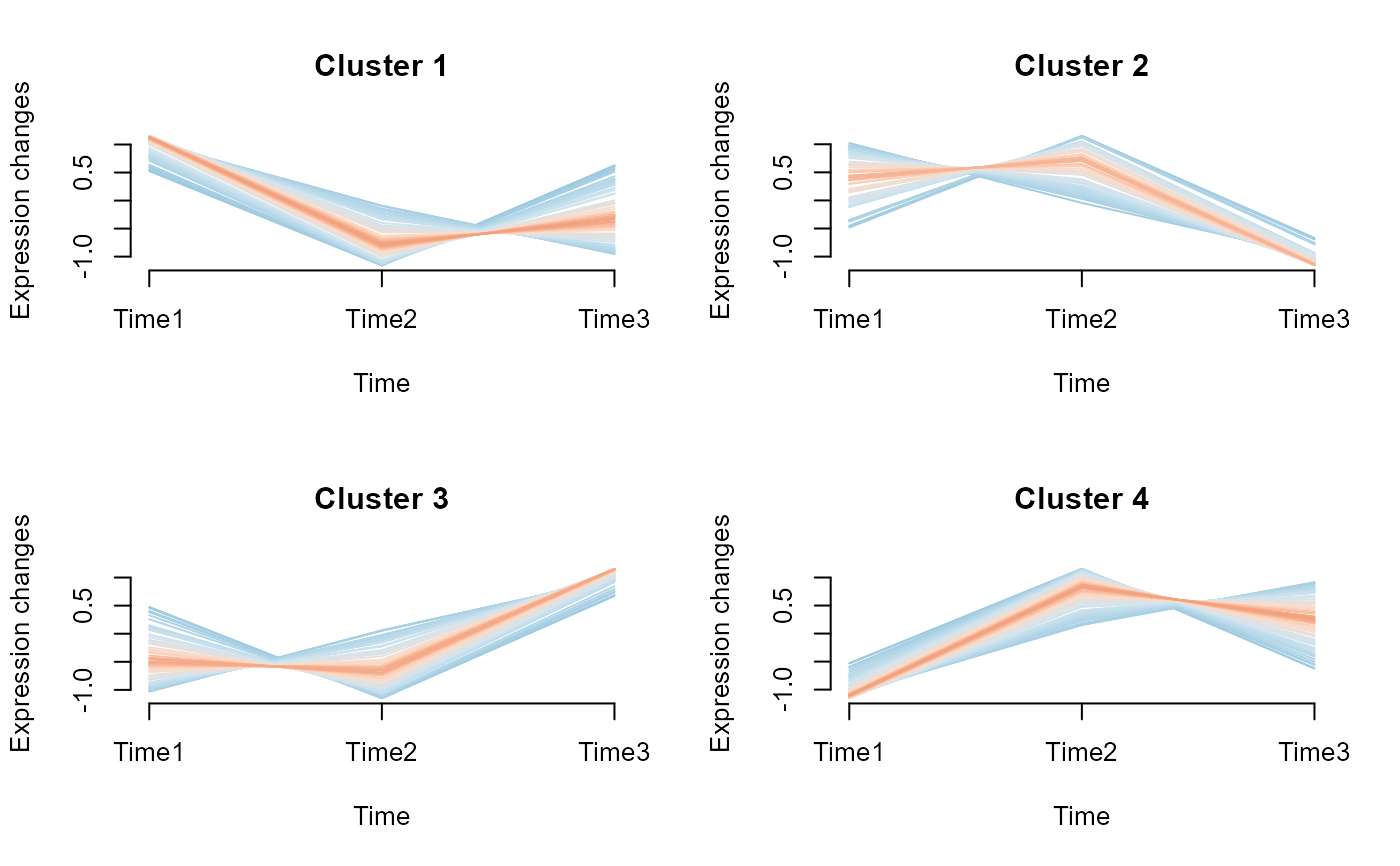 Cluster 1
Expression changes
0.5
-1.0
Time1 Time2 Time3
Time
Cluster 2
Expression changes
0.5
-1.0
Time1 Time2 Time3
Time
Cluster 3
Expression changes
0.5
-1.0
Time1 Time2 Time3
Time
Cluster 4
Expression changes
0.5
-1.0
Time1 Time2 Time3
Time